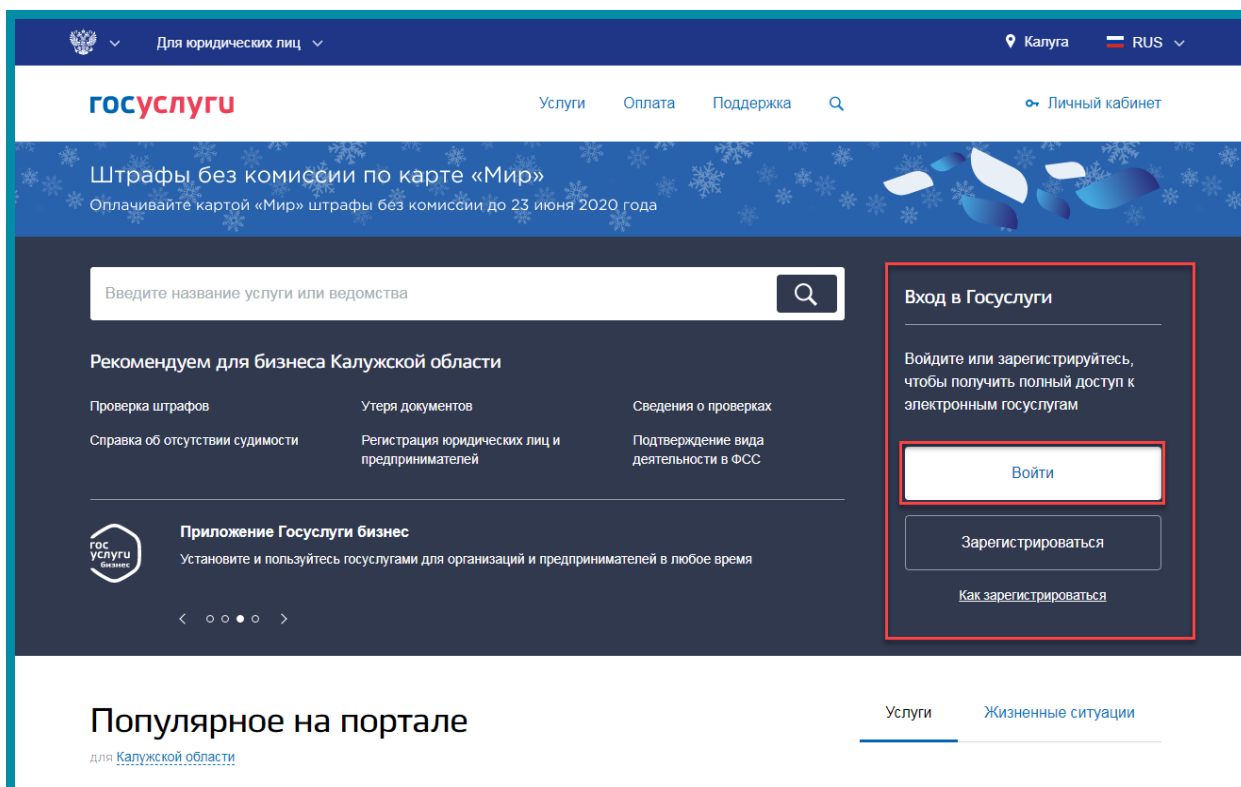 Для юридических лиц
Калуга
RUS
госуслуги
Услуги
Оплата
Поддержка
Личный кабинет
Штрафы без комиссии по карте «Мир»
Оплачивайте картой «Мир» штрафы без комиссии до 23 июня 2020 года
Введите название услуги или ведомства
Рекомендуем для бизнеса Калужской области
Проверка штрафов
Утеря документов
Сведения о проверках
Справка об отсутствии судимости
Регистрация юридических лиц и
предпринимателей
Подтверждение вида
деятельности в ФСС
гос
услуги
бизнес
Приложение Госуслуги бизнес
Установите и пользуйтесь госуслугами для организаций и предпринимателей в любое время
Вход в Госуслуги
Войдите или зарегистрируйтесь,
чтобы получить полный доступ к
электронным госуслугам
Войти
Зарегистрироваться
Как зарегистрироваться
Популярное на портале
для Калужской области
Услуги
Жизненные ситуации